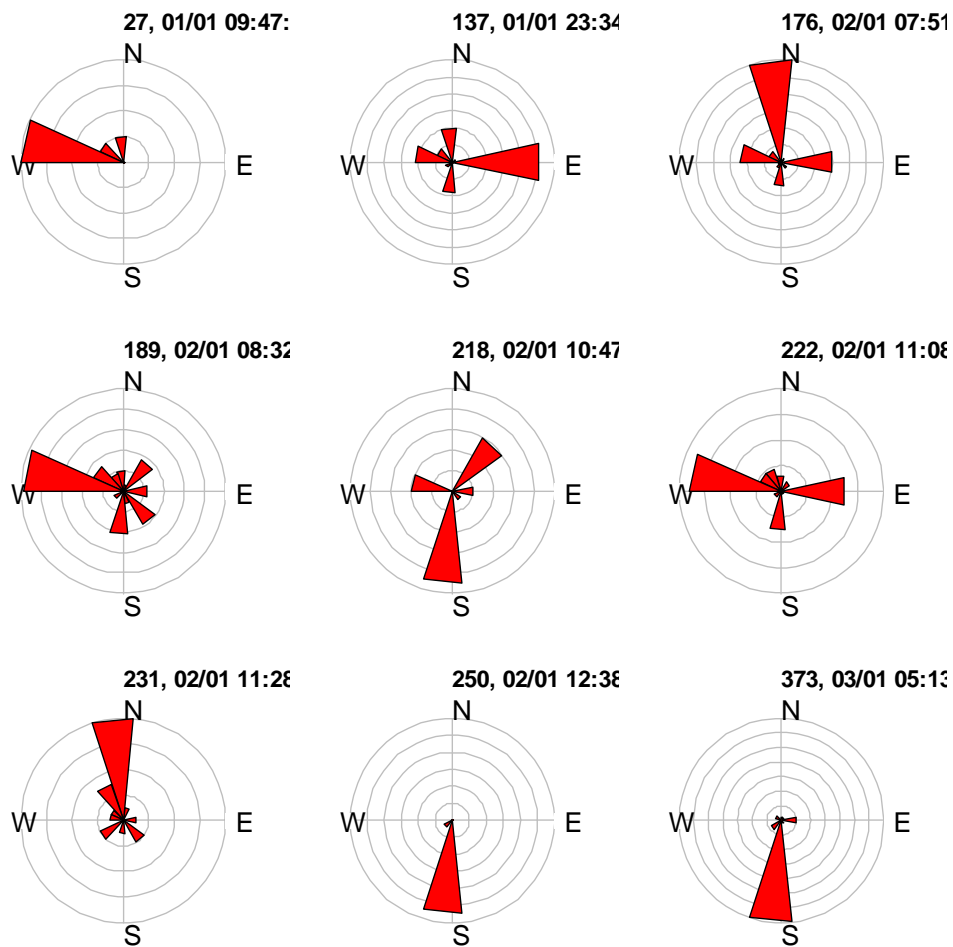 27, 01/01 09:47: 137, 01/01 23:34 176, 02/01 07:51
N N N
W E W E W E
S S S
189, 02/01 08:32 218, 02/01 10:47 222, 02/01 11:08
N N N
W E W E W E
S S S
231, 02/01 11:28 250, 02/01 12:38 373, 03/01 05:13
N N N
W E W E W E
S S S